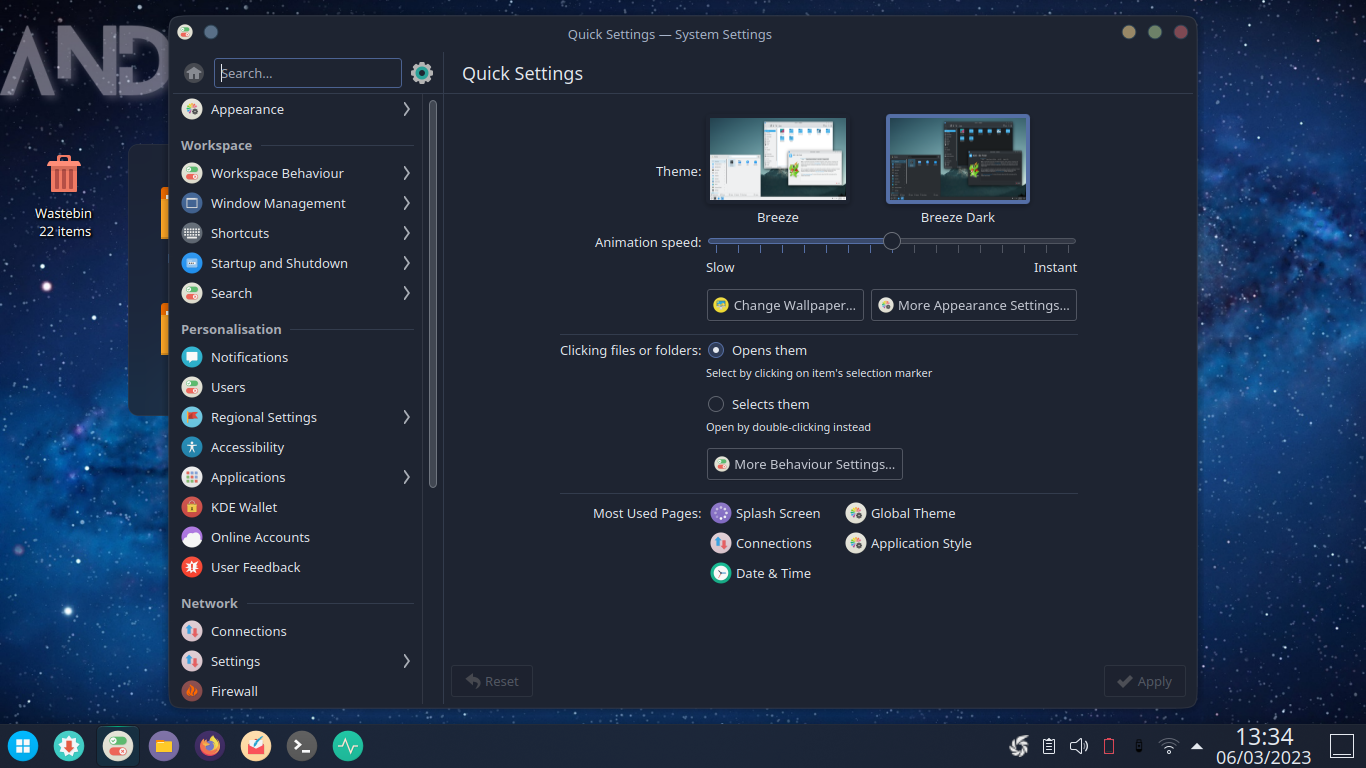 AND
Quick Settings — System Settings
Search...
Quick Settings
Appearance
Workspace
Workspace Behaviour
Window Management
Shortcuts
Startup and Shutdown
Search
Personalisation
Notifications
Users
Regional Settings
Accessibility
Applications
KDE Wallet
Online Accounts
User Feedback
Network
Connections
Settings
Firewall
Wastebin
22 items
Theme:
Breeze
Breeze Dark
Animation speed:
Slow
Instant
Change Wallpaper...
More Appearance Settings...
Clicking files or folders:
Opens them
Select by clicking on item's selection marker
Selects them
Open by double-clicking instead
More Behaviour Settings...
Most Used Pages:
Splash Screen
Global Theme
Connections
Application Style
Date & Time
Reset
Apply
13:34
06/03/2023